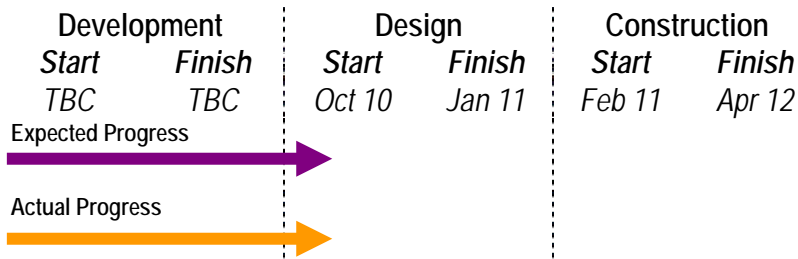 Development Design Construction
Start Finish Start Finish Start Finish
TBC TBC Oct 10 Jan 11 Feb 11 Apr 12
Expected Progress
Actual Progress